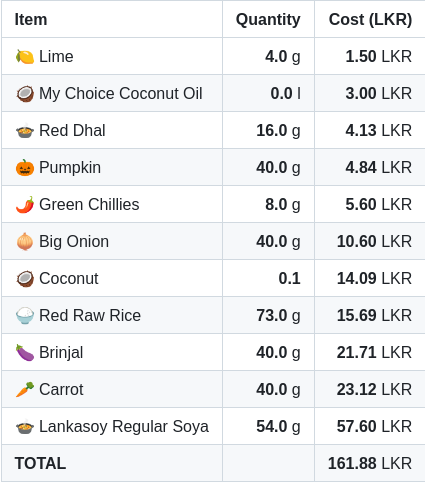 Item Quantity Cost (LKR)
🍋 Lime 4.0 g 1.50 LKR
🥥 My Choice Coconut Oil 0.0 l 3.00 LKR
🍲 Red Dhal 16.0 g 4.13 LKR
🎃 Pumpkin 40.0 g 4.84 LKR
🌶️ Green Chillies 8.0 g 5.60 LKR
🧅 Big Onion 40.0 g 10.60 LKR
🥥 Coconut 0.1 14.09 LKR
🍚 Red Raw Rice 73.0 g 15.69 LKR
🍆 Brinjal 40.0 g 21.71 LKR
🥕 Carrot 40.0 g 23.12 LKR
🍲 Lankasoy Regular Soya 54.0 g 57.60 LKR
TOTAL 161.88 LKR